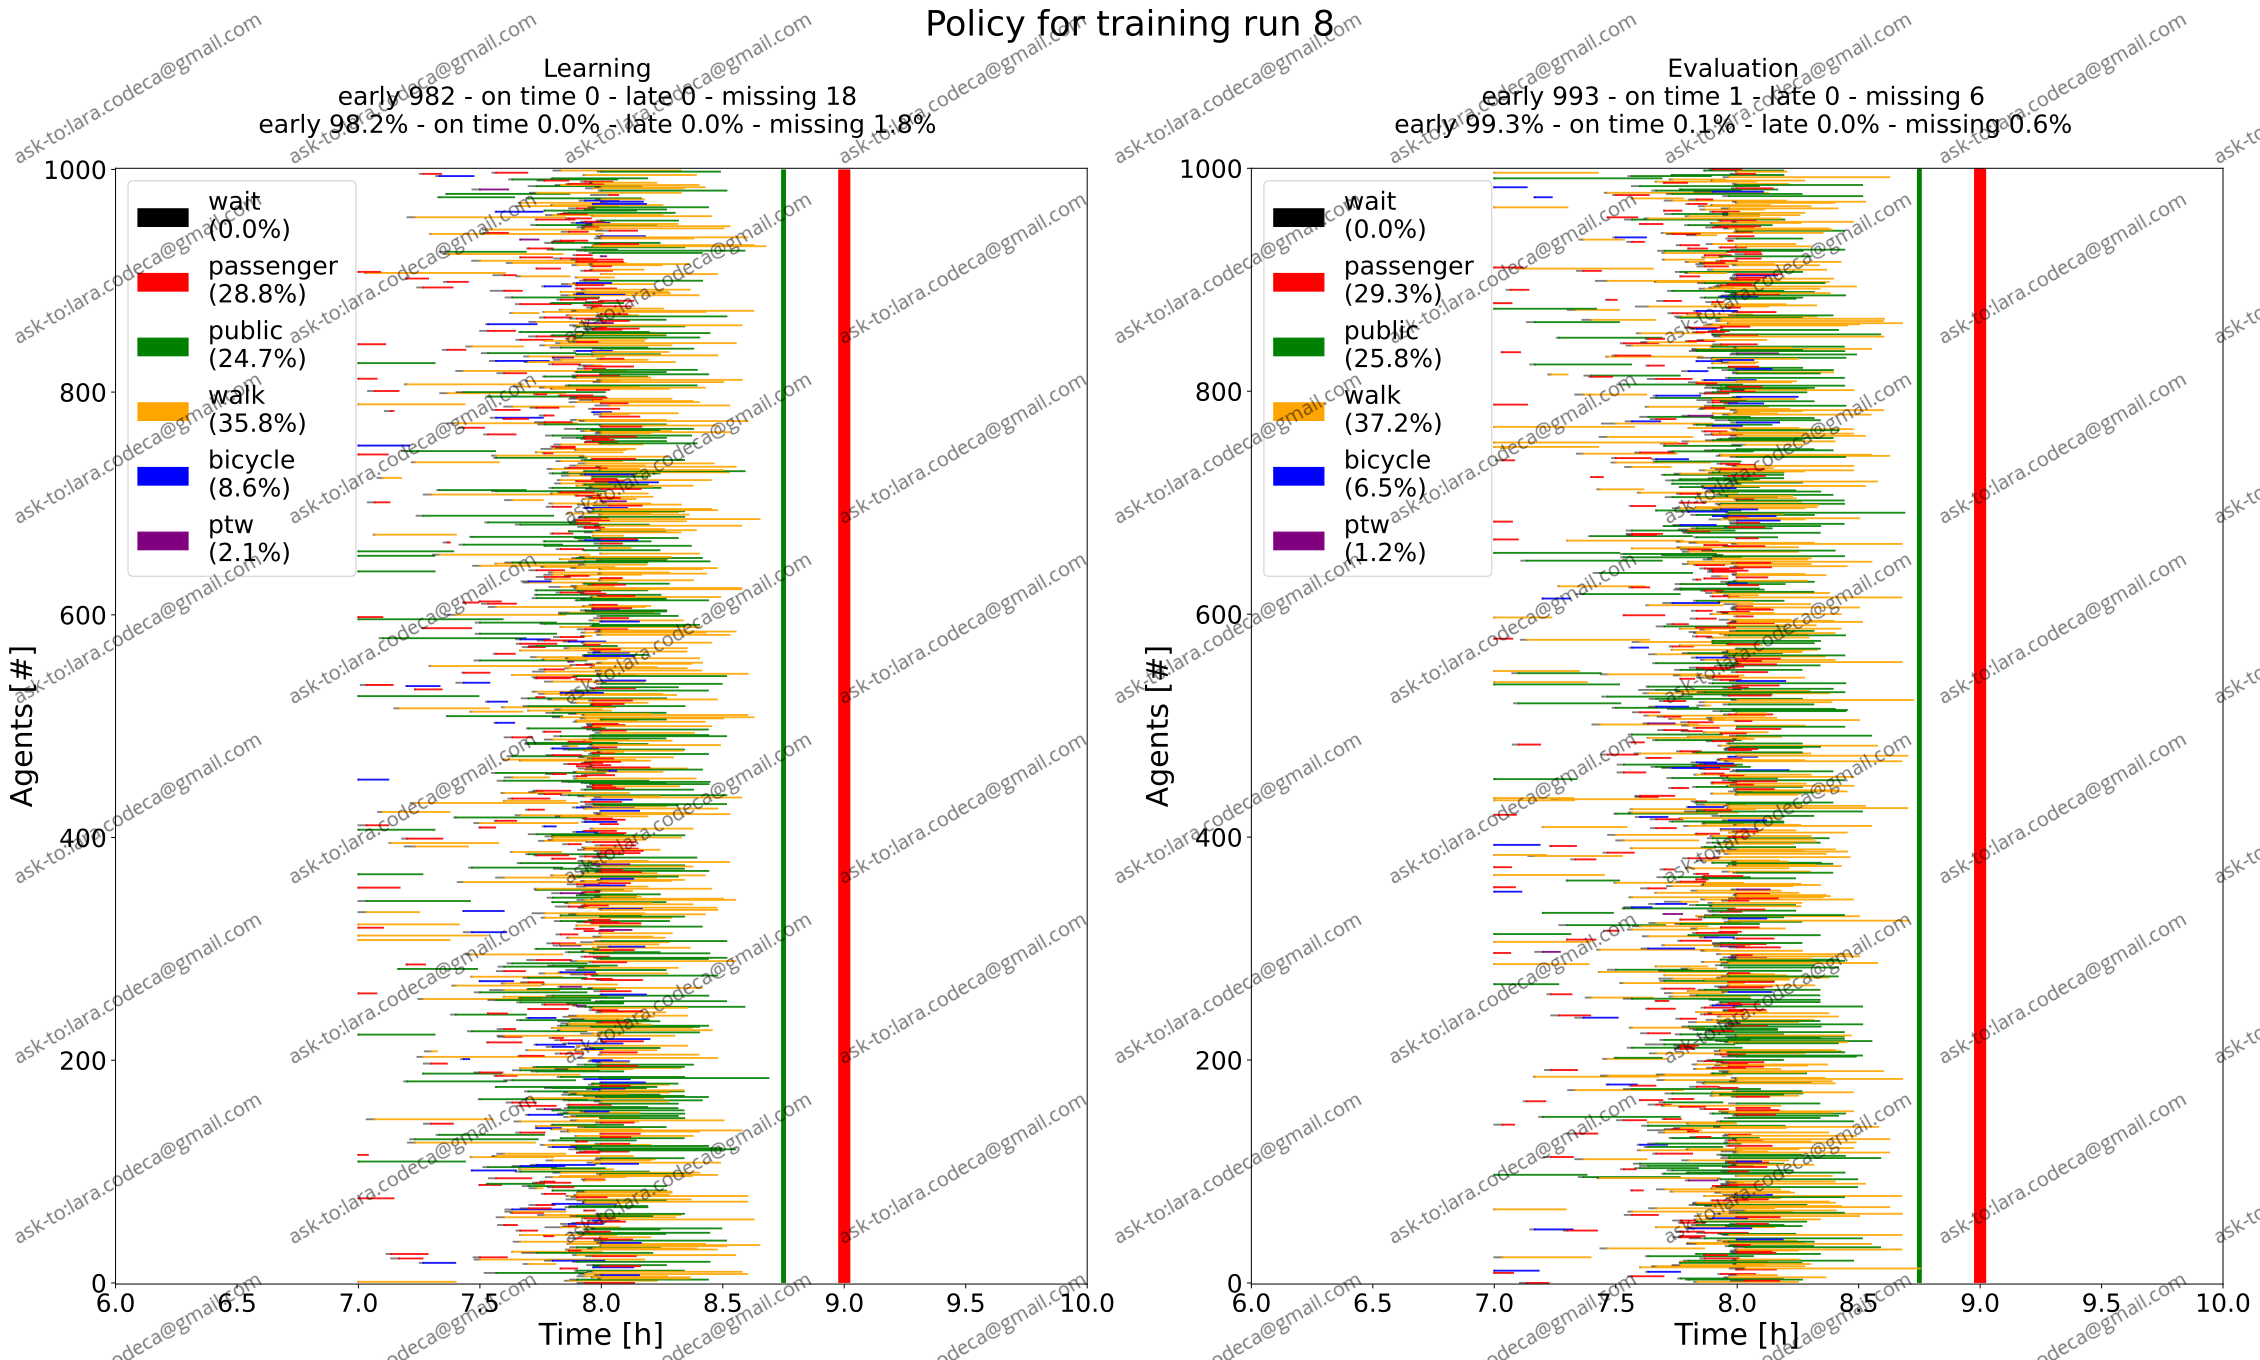 Policy for training run 8
Learning
early 982 - on time 0 - late 0 - missing 18
early 98.2% - on time 0.0% - late 0.0% - missing 1.8%
1000
800
600
400
200
0
Agents [#]
wait
(0.0%)
passenger
(28.8%)
public
(24.7%)
walk
(35.8%)
bicycle
(8.6%)
ptw
(2.1%)
6.0 6.5 7.0 7.5 8.0 8.5 9.0 9.5 10.0
Time [h]
Evaluation
early 993 - on time 1 - late 0 - missing 6
early 99.3% - on time 0.1% - late 0.0% - missing 0.6%
1000
800
600
400
200
0
Agents [#]
wait
(0.0%)
passenger
(29.3%)
public
(25.8%)
walk
(37.2%)
bicycle
(6.5%)
ptw
(1.2%)
6.0 6.5 7.0 7.5 8.0 8.5 9.0 9.5 10.0
Time [h]
ask-to:lara.codeca@gmail.com